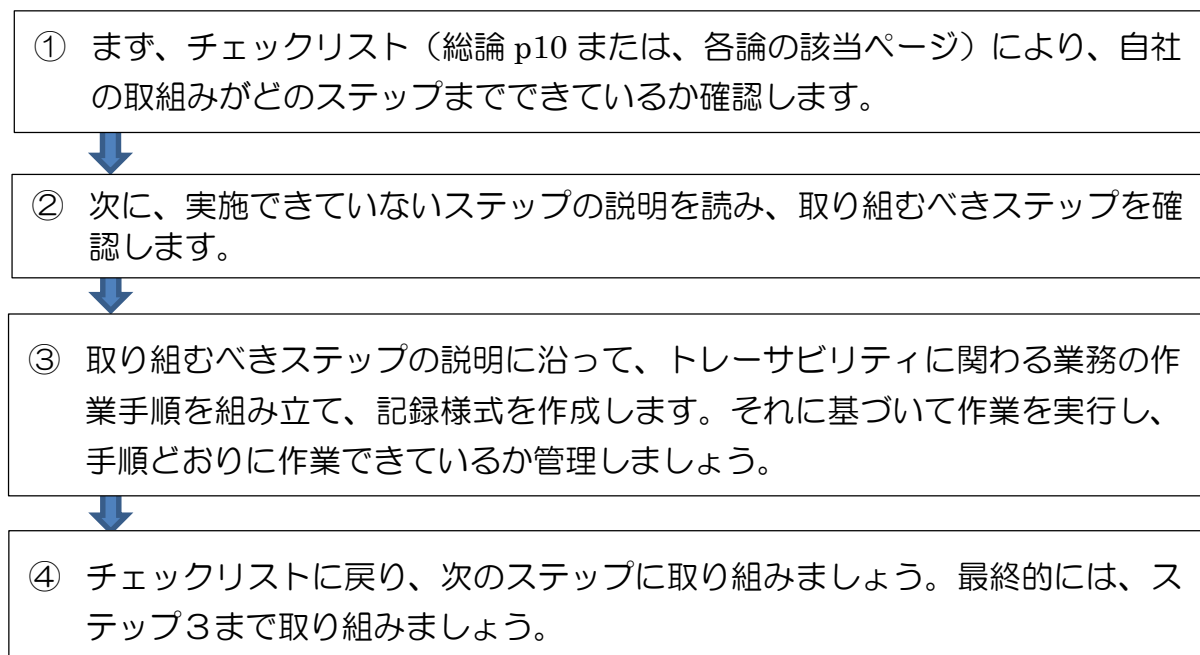 ① まず、チェックリスト（総論 p10 または、各論の該当ページ）により、自社
の取組みがどのステップまでできているか確認します。
② 次に、実施できていないステップの説明を読み、取り組むべきステップを確
認します。
③ 取り組むべきステップの説明に沿って、トレーサビリティに関わる業務の作
業手順を組み立て、記録様式を作成します。それに基づいて作業を実行し、
手順どおりに作業できているか管理しましょう。
④ チェックリストに戻り、次のステップに取り組みましょう。最終的には、ス
テップ３まで取り組みましょう。